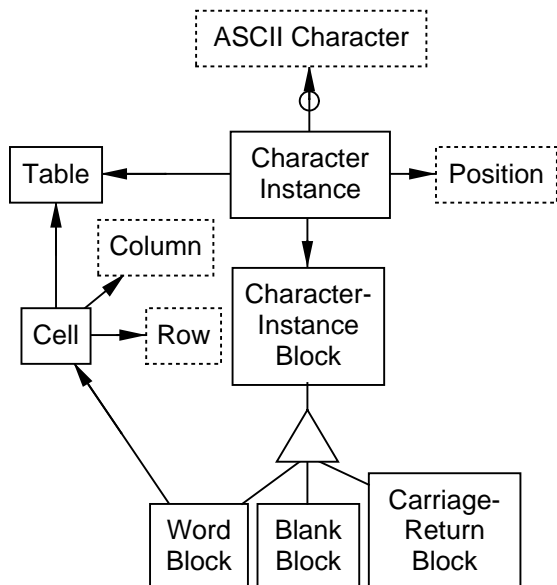 ASCII Character
Character
Instance
Table
Position
Column
Character-
Instance
Block
Cell
Row
Word
Block
Blank
Block
Carriage-
Return
Block